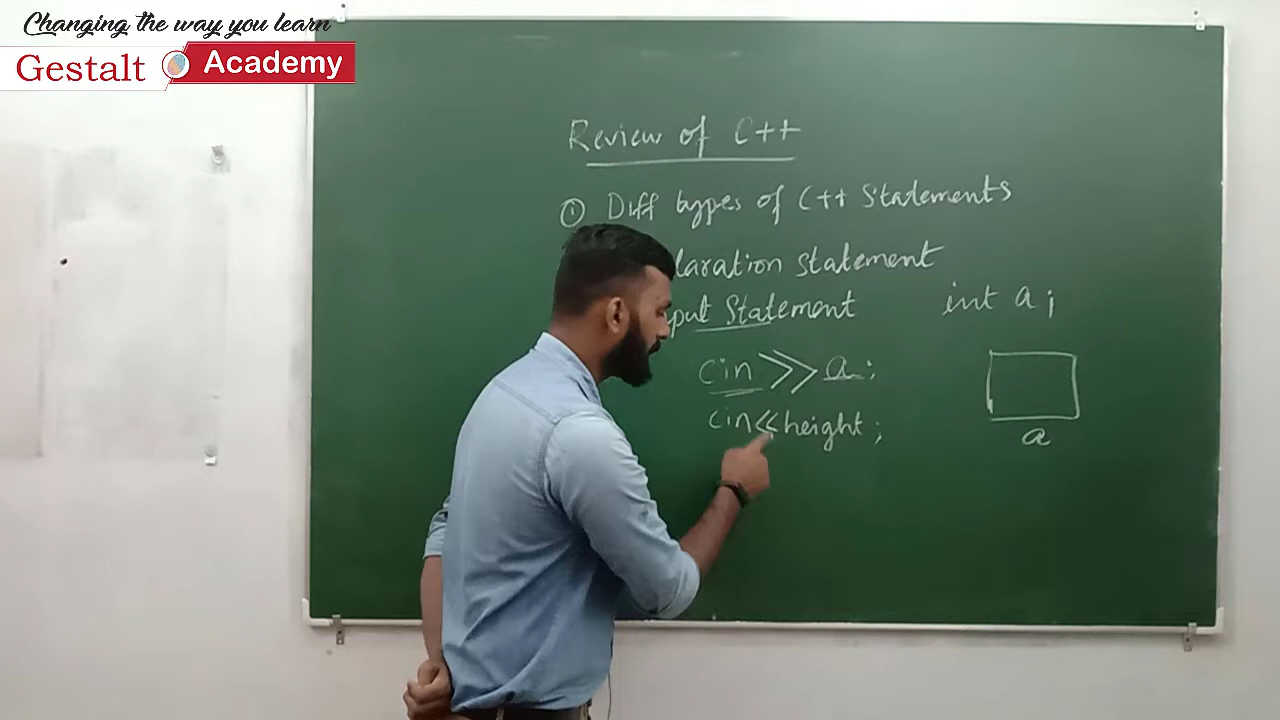 Changing the way you learn
Gestalt Academy
Review of C++
① Diff types of C++ Statements
laration statement
put Statement
int a;
cin >> a;
cin<<height;
a